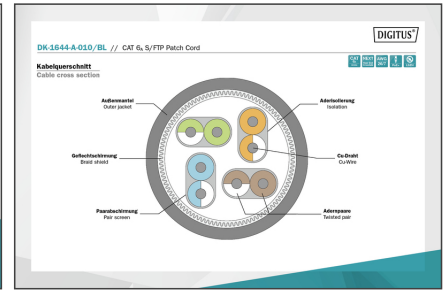 DIGITUS®
DK-1644-A-010/BL // CAT 6A S/FTP Patch Cord
Kabelquerschnitt
Cable cross section
Außenmantel
Outer jacket
Aderisolierung
Isolation
Geflechtschirmung
Braid shield
Cu-Draht
Cu-Wire
Paarabschirmung
Pair screen
Adernpaare
Twisted pair